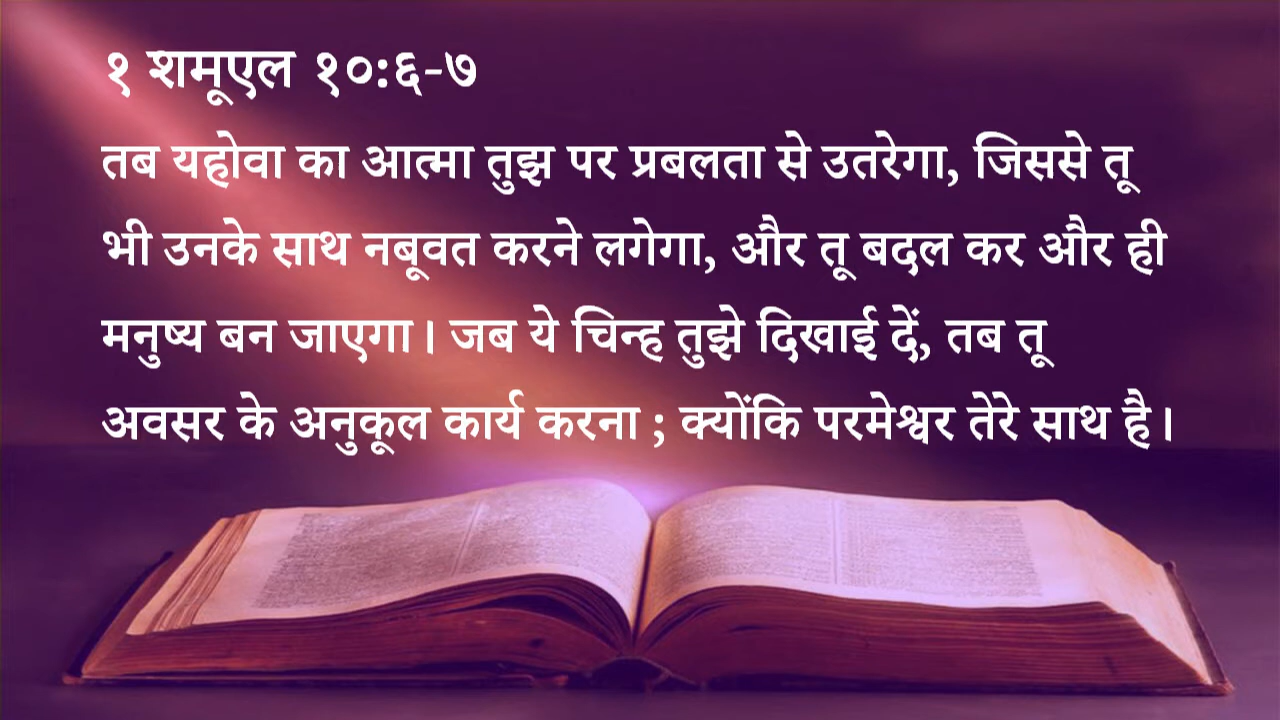 १ शमूएल १०:६-७
तब यहोवा का आत्मा तुझ पर प्रबलता से उतरेगा, जिससे तू
भी उनके साथ नबूवत करने लगेगा, और तू बदल कर और ही
मनुष्य बन जाएगा। जब ये चिन्ह तुझे दिखाई दें, तब तू
अवसर के अनुकूल कार्य करना ; क्योंकि परमेश्वर तेरे साथ है।